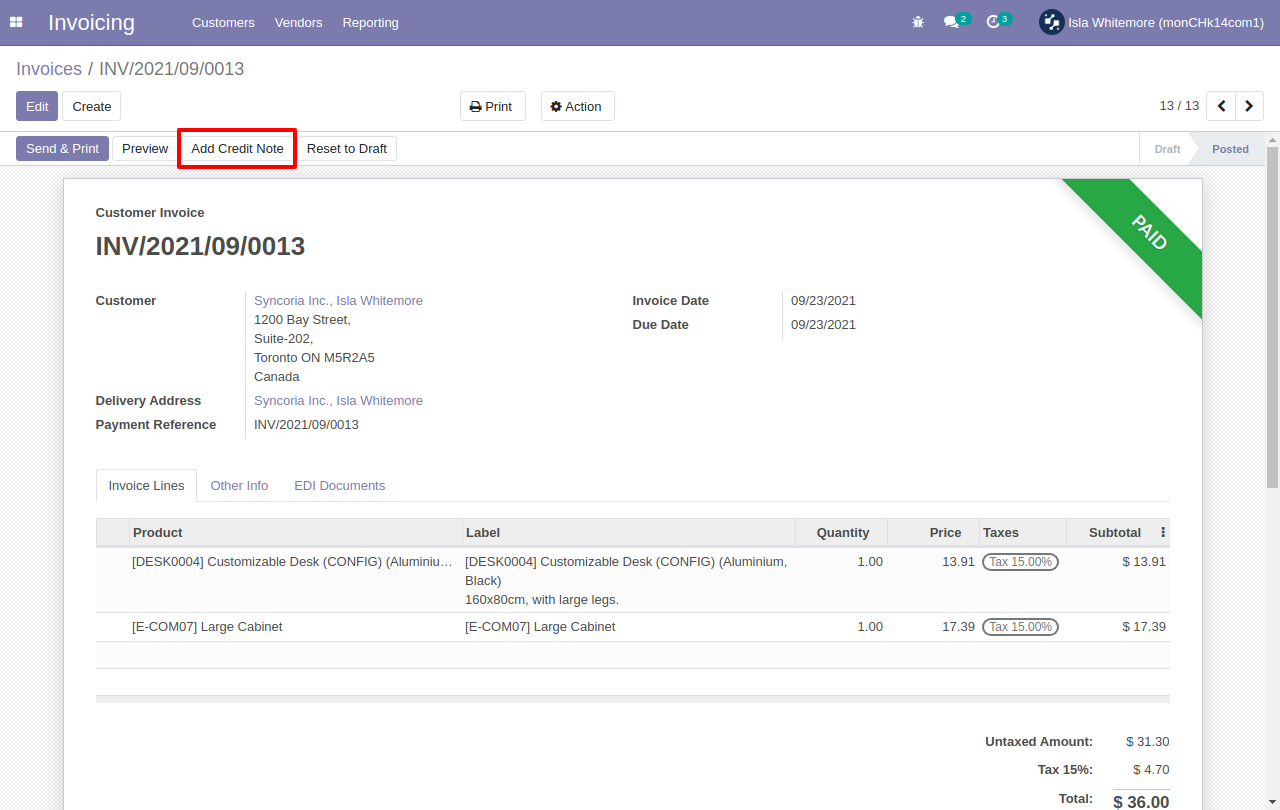 Invoicing
Customers
Vendors
Reporting
2
3
Isla Whitemore (monCHk14com1)
Invoices / INV/2021/09/0013
Edit
Create
Print
Action
13 / 13
Send & Print
Preview
Add Credit Note
Reset to Draft
Draft
Posted
PAID
Customer Invoice
INV/2021/09/0013
Customer
Syncoria Inc., Isla Whitemore
1200 Bay Street,
Suite-202,
Toronto ON M5R2A5
Canada
Invoice Date
09/23/2021
Due Date
09/23/2021
Delivery Address
Syncoria Inc., Isla Whitemore
Payment Reference
INV/2021/09/0013
Invoice Lines
Other Info
EDI Documents
Product
Label
Quantity
Price
Taxes
Subtotal
[DESK0004] Customizable Desk (CONFIG) (Aluminiu…
[DESK0004] Customizable Desk (CONFIG) (Aluminium,
Black)
160x80cm, with large legs.
1.00
13.91
Tax 15.00%
$ 13.91
[E-COM07] Large Cabinet
[E-COM07] Large Cabinet
1.00
17.39
Tax 15.00%
$ 17.39
Untaxed Amount:
$ 31.30
Tax 15%:
$ 4.70
Total:
$ 36.00